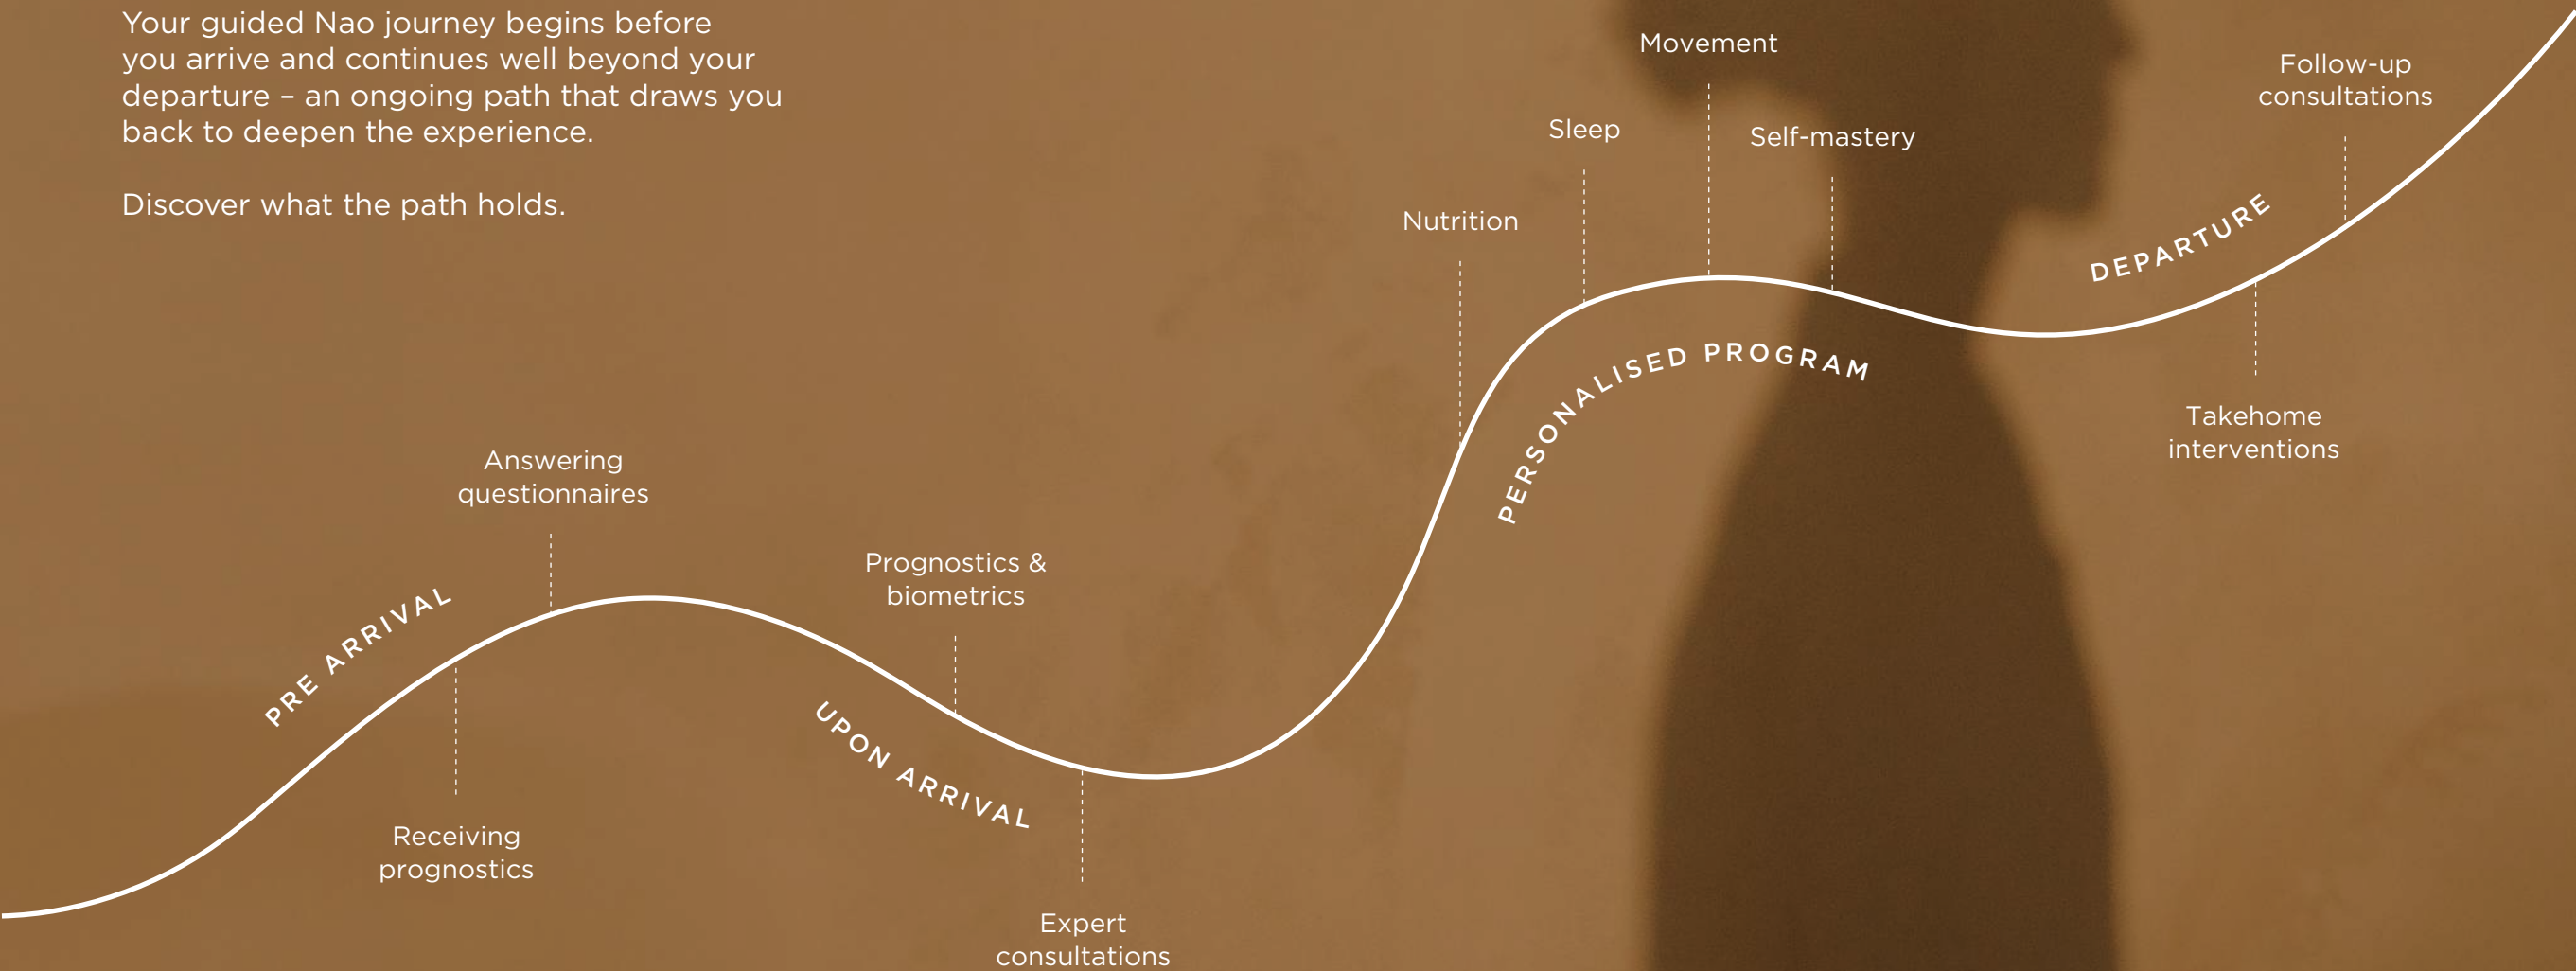 Your guided Nao journey begins before
you arrive and continues well beyond your
departure – an ongoing path that draws you
back to deepen the experience.
Discover what the path holds.
PRE ARRIVAL
Receiving
prognostics
Answering
questionnaires
UPON ARRIVAL
Prognostics &
biometrics
Expert
consultations
PERSONALISED PROGRAM
Nutrition
Sleep
Movement
Self-mastery
DEPARTURE
Takehome
interventions
Follow-up
consultations